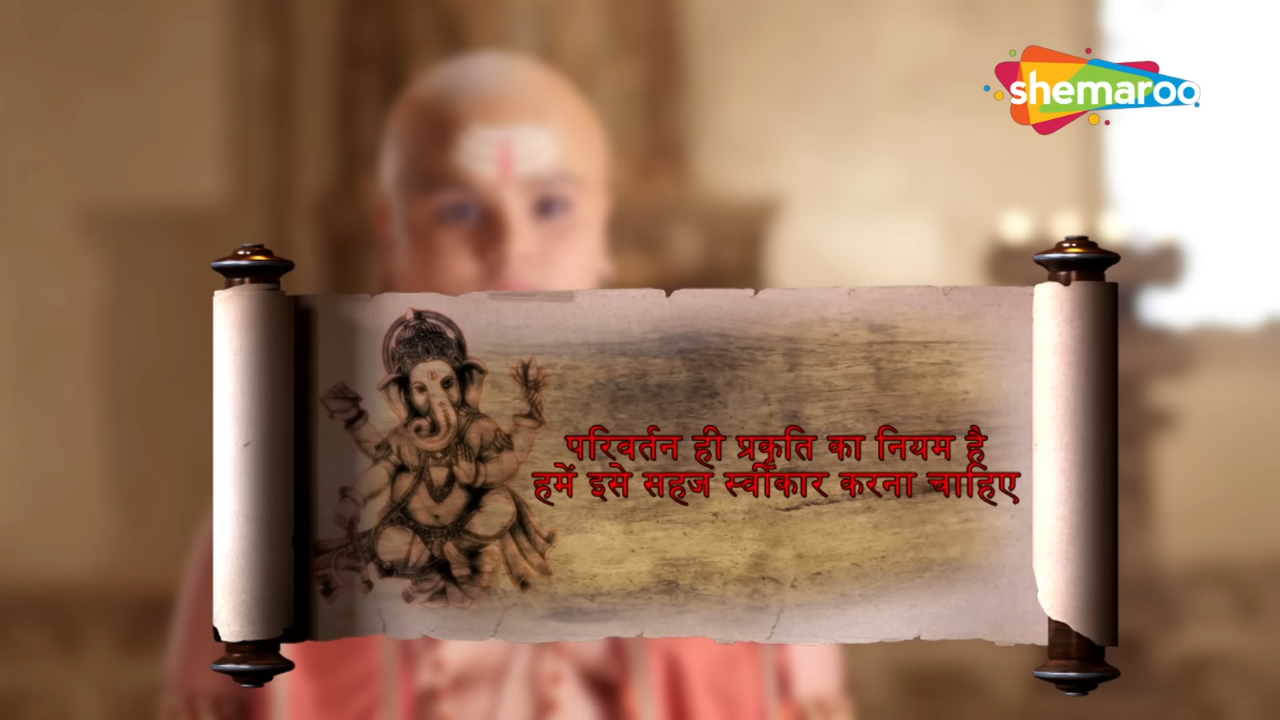 shemaroo
परिवर्तन ही प्रकृति का नियम है
हमें इसे सहज स्वीकार करना चाहिए